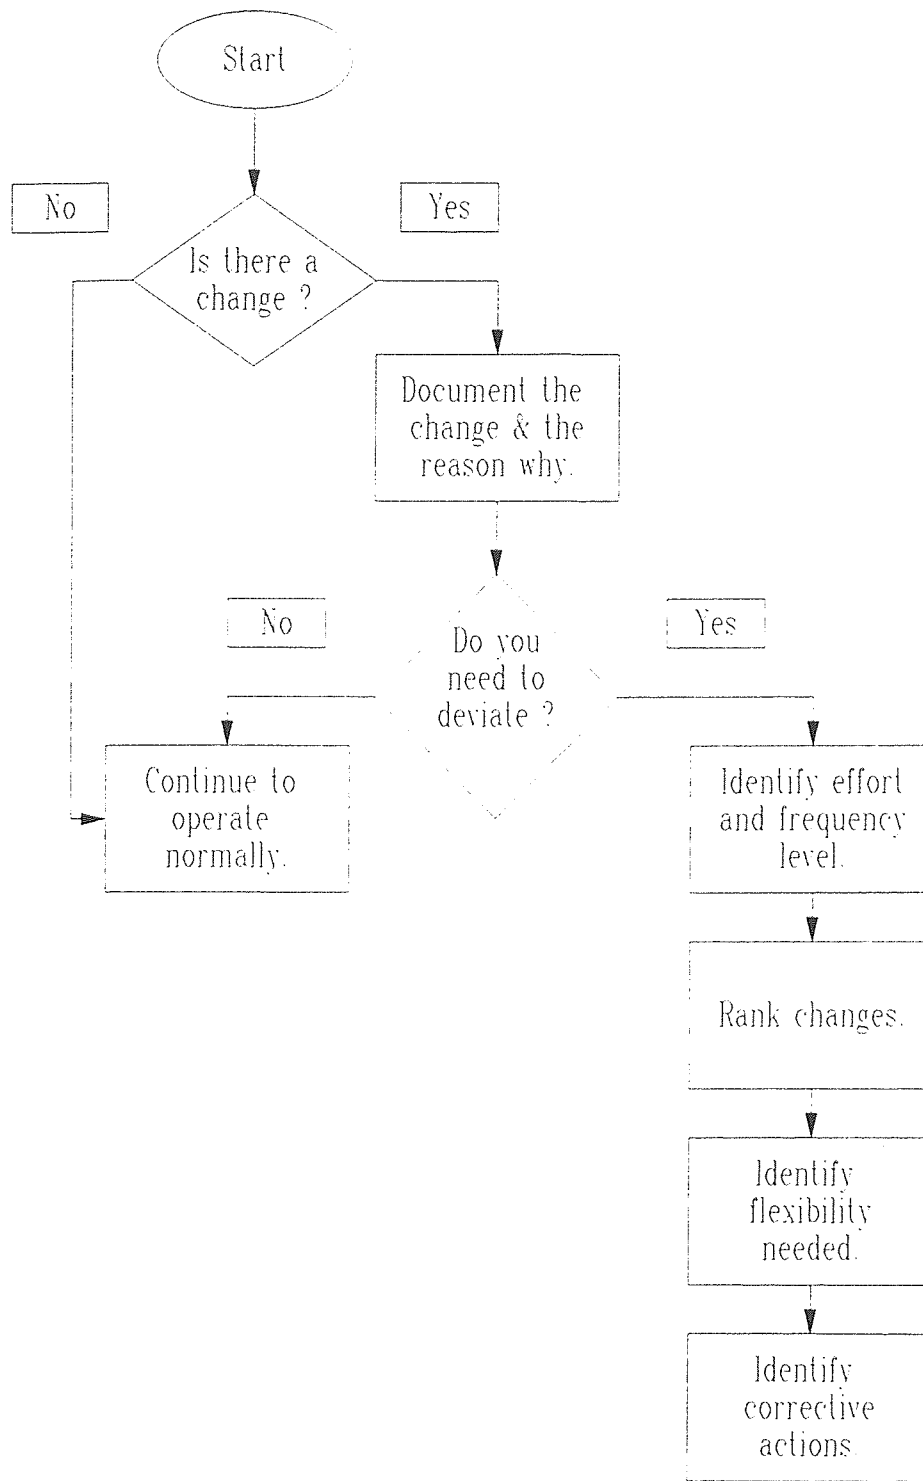 Start
No
Yes
Is there a
change ?
Document the
change & the
reason why.
No
Yes
Do you
need to
deviate ?
Continue to
operate
normally.
Identify effort
and frequency
level.
Rank changes.
Identify
flexibility
needed.
Identify
corrective
actions.